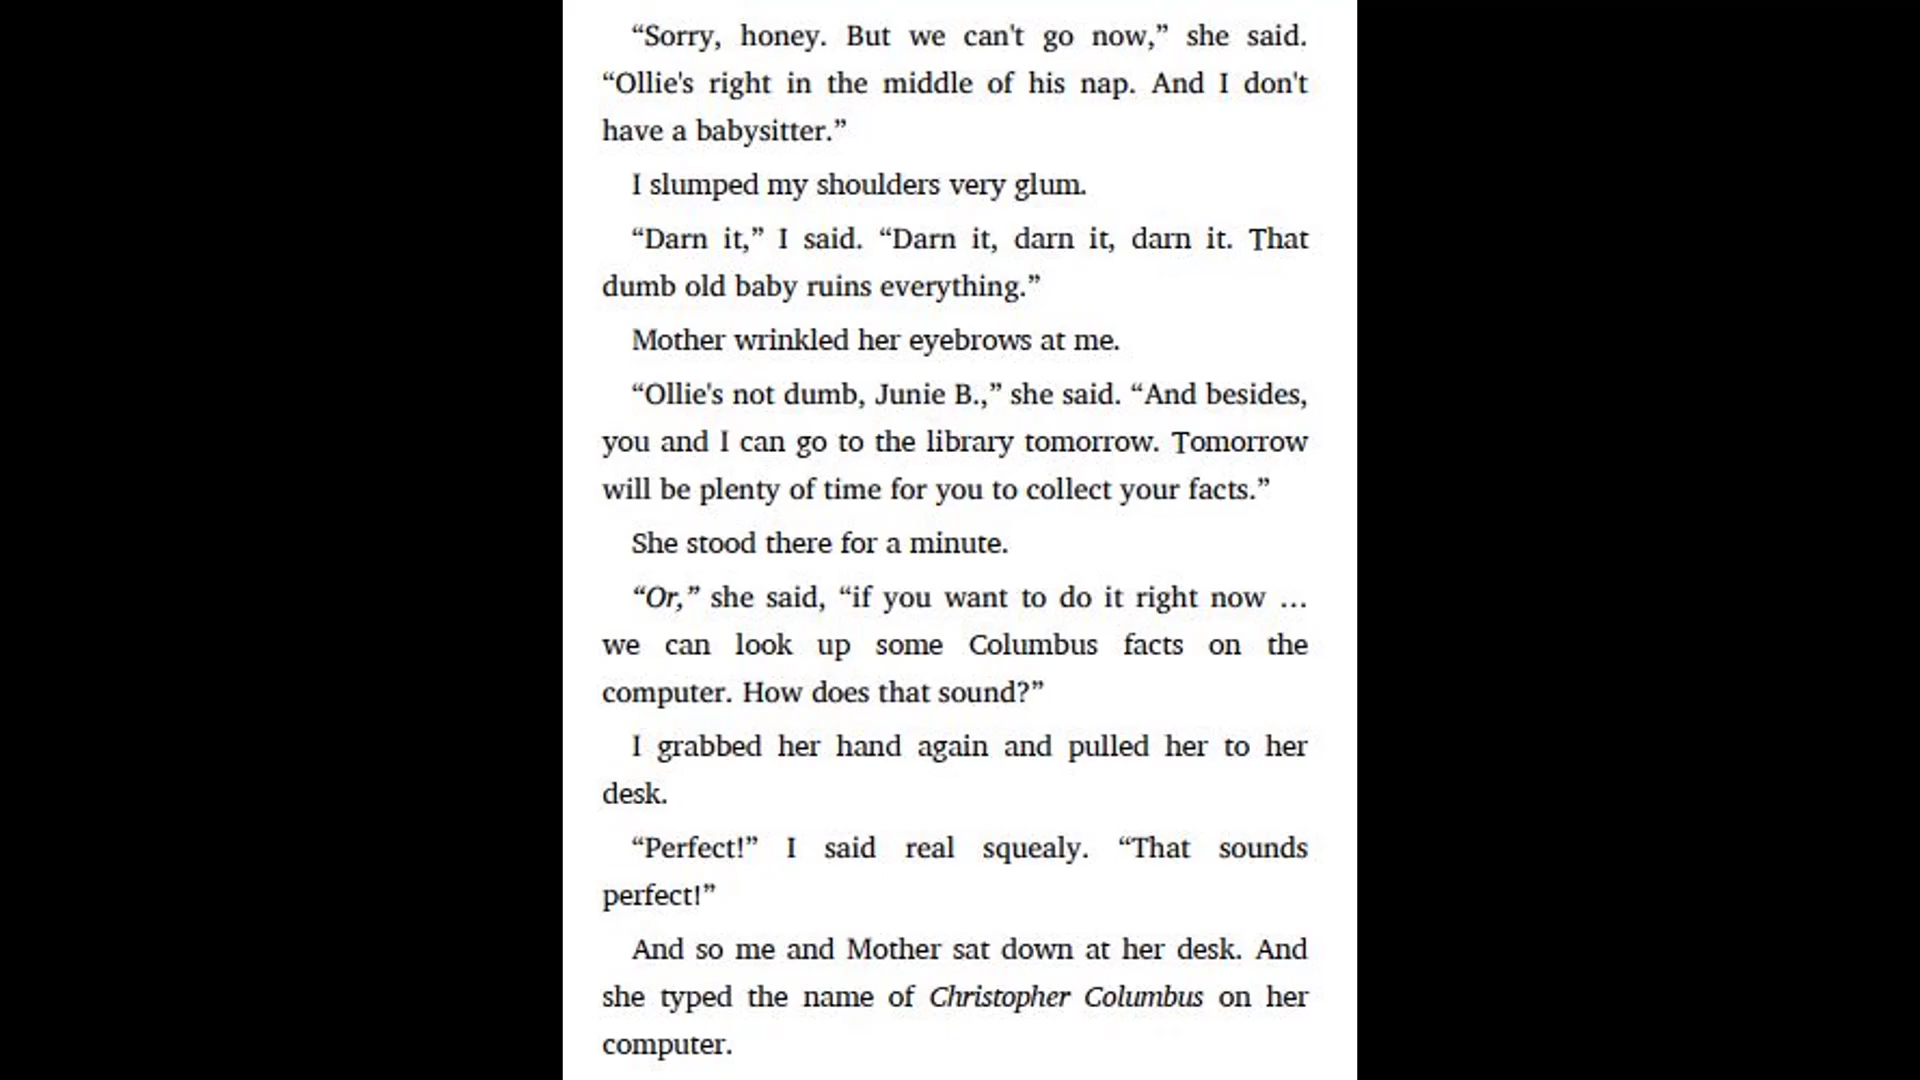 “Sorry, honey. But we can't go now,” she said.
“Ollie's right in the middle of his nap. And I don't
have a babysitter.”
I slumped my shoulders very glum.
“Darn it,” I said. “Darn it, darn it, darn it. That
dumb old baby ruins everything.”
Mother wrinkled her eyebrows at me.
“Ollie's not dumb, Junie B.,” she said. “And besides,
you and I can go to the library tomorrow. Tomorrow
will be plenty of time for you to collect your facts.”
She stood there for a minute.
“Or,” she said, “if you want to do it right now …
we can look up some Columbus facts on the
computer. How does that sound?”
I grabbed her hand again and pulled her to her
desk.
“Perfect!” I said real squealy. “That sounds
perfect!”
And so me and Mother sat down at her desk. And
she typed the name of Christopher Columbus on her
computer.